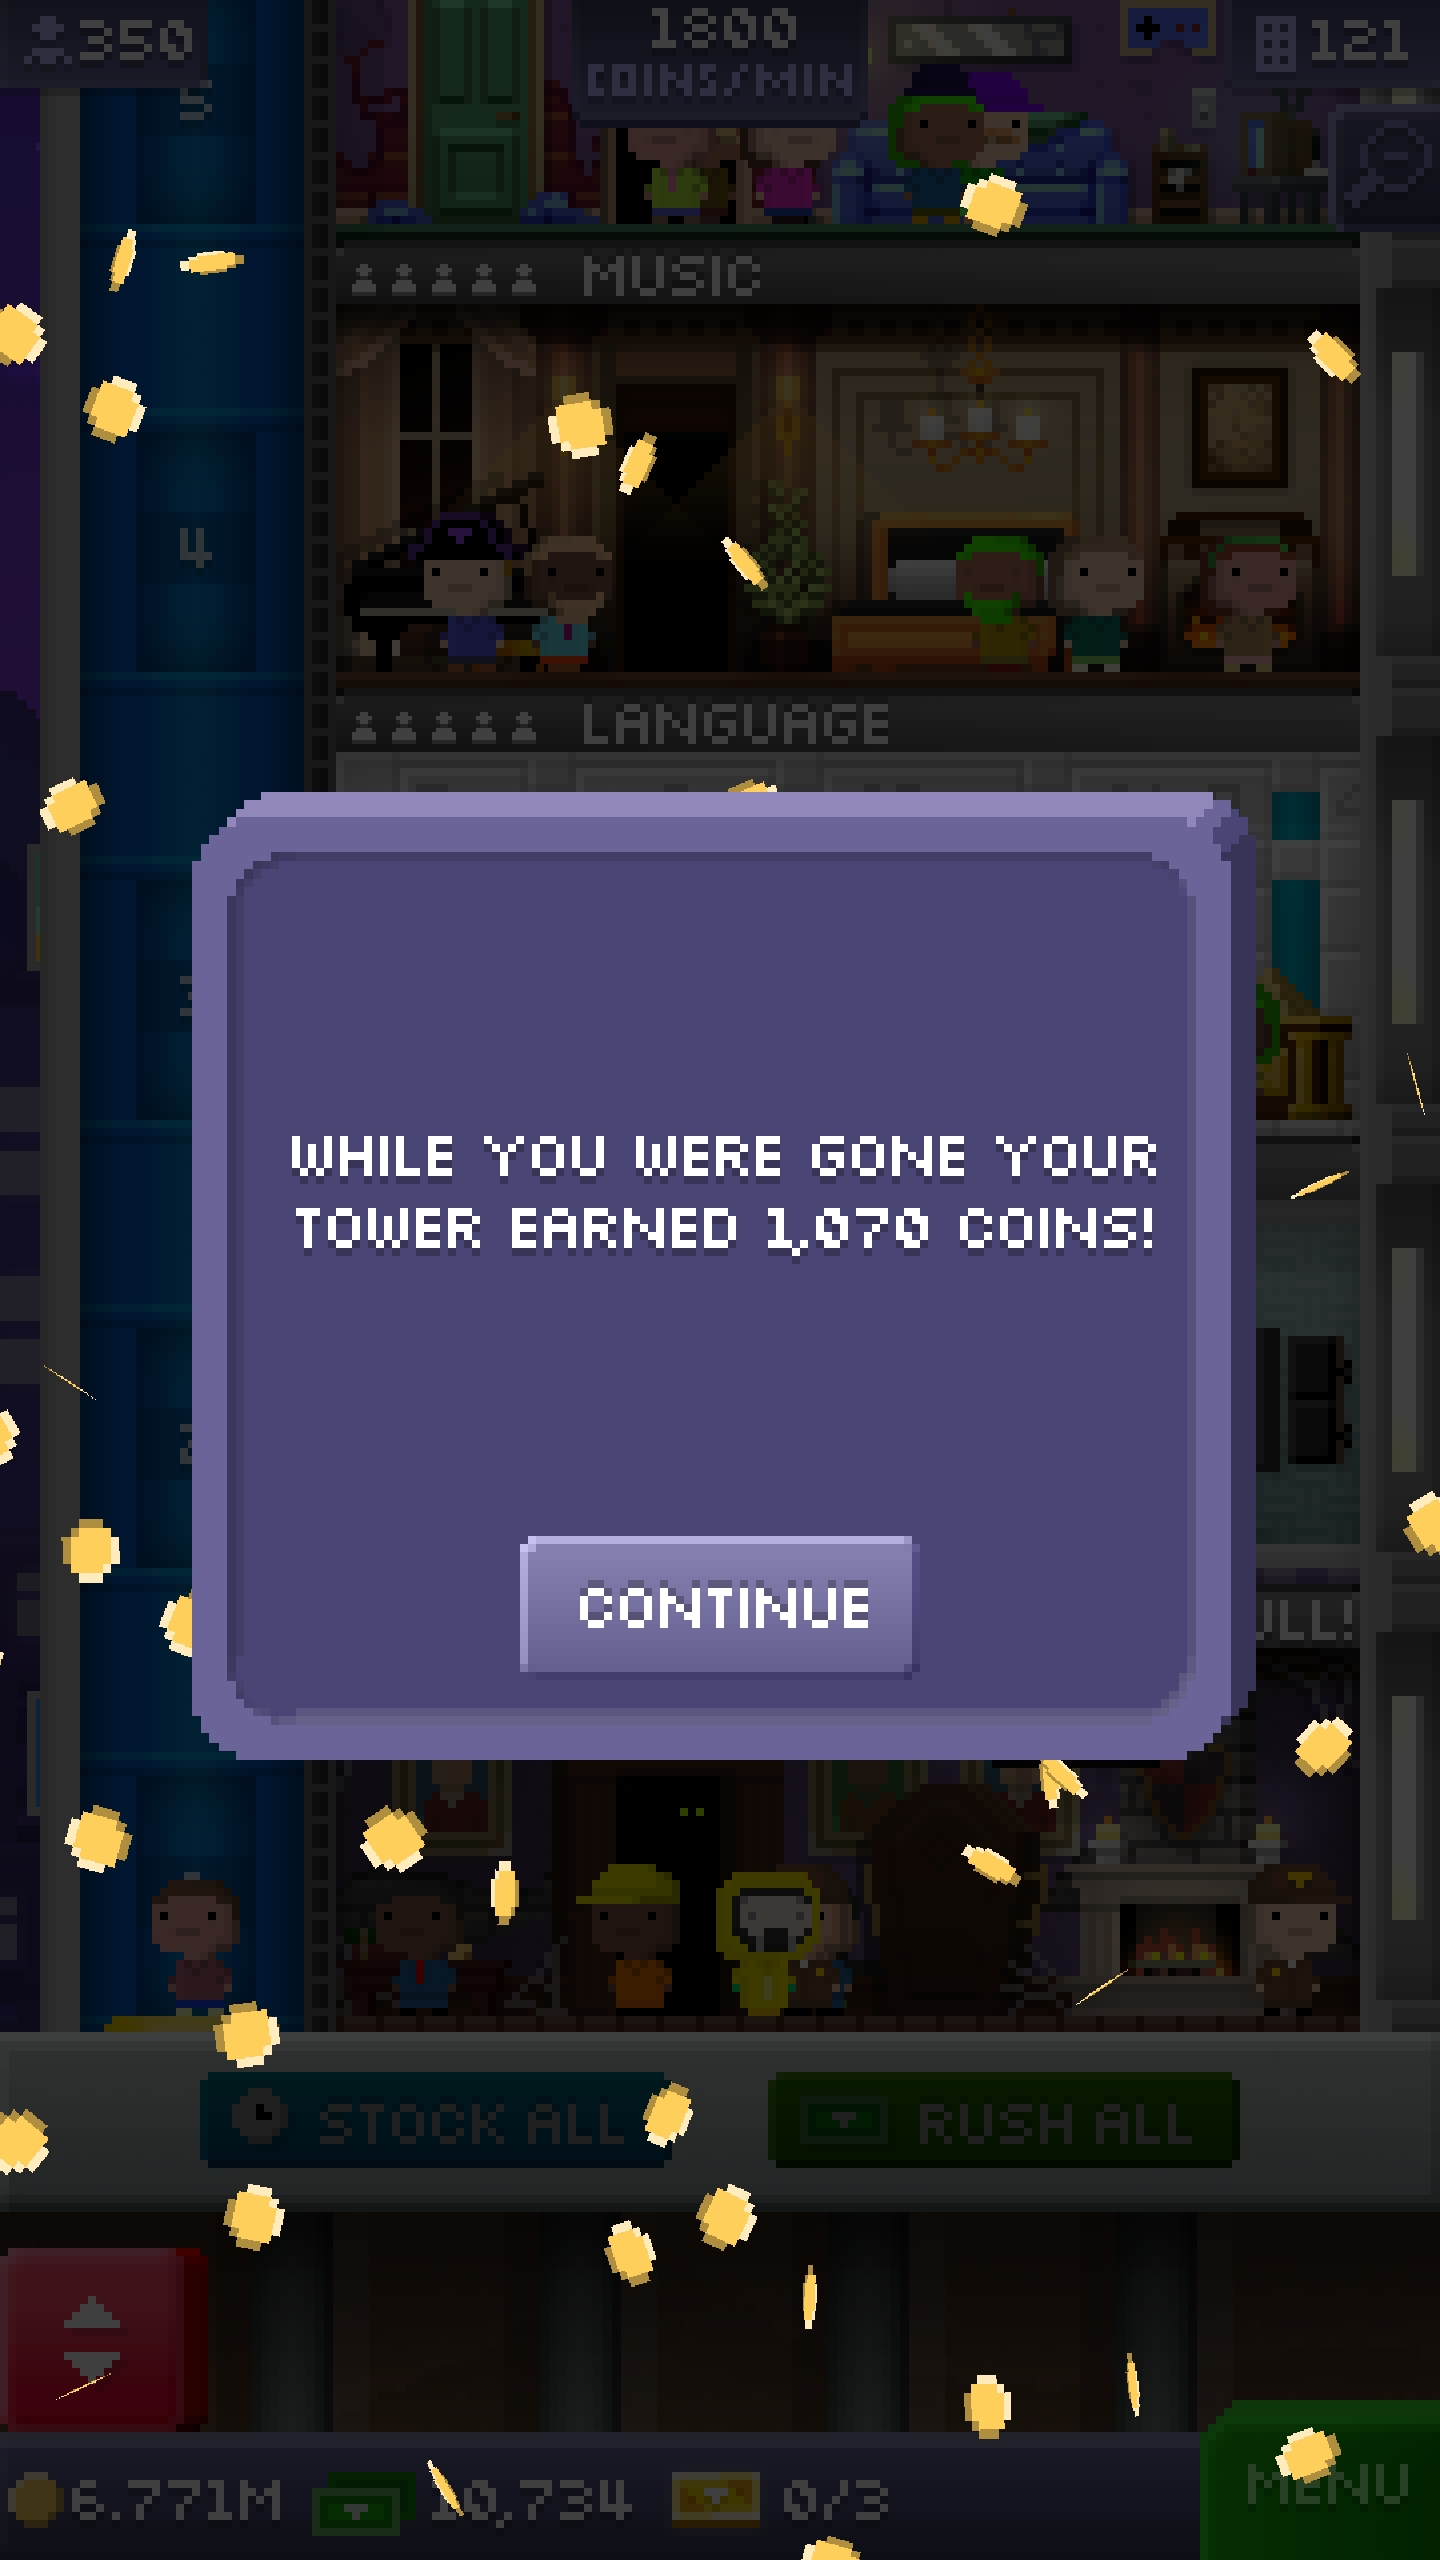 350
1800
COINS/MIN
121
5
MUSIC
4
LANGUAGE
WHILE YOU WERE GONE YOUR
TOWER EARNED 1,070 COINS!
CONTINUE
STOCK ALL
RUSH ALL
6.771M
10,734
0/3
MENU